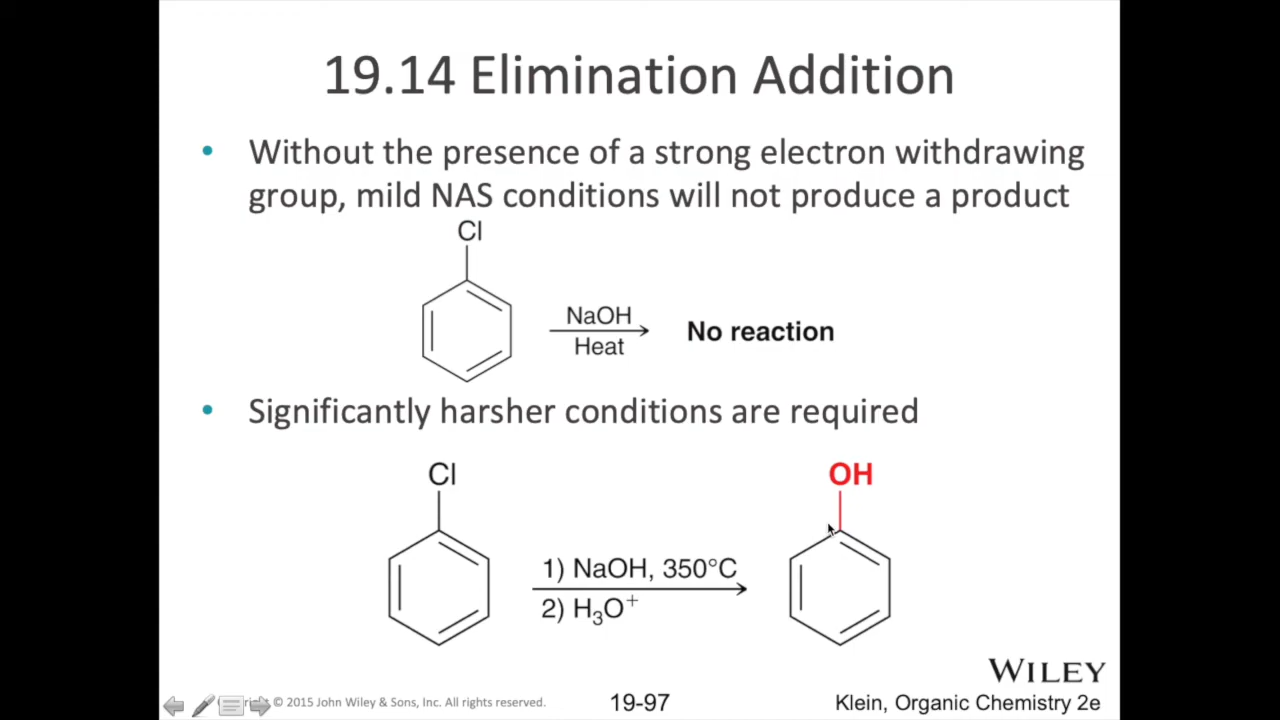 19.14 Elimination Addition
• Without the presence of a strong electron withdrawing
group, mild NAS conditions will not produce a product
Cl
NaOH
Heat
No reaction
• Significantly harsher conditions are required
Cl
OH
1) NaOH, 350°C
2) H₃O⁺
WILEY
© 2015 John Wiley & Sons, Inc. All rights reserved.
19-97
Klein, Organic Chemistry 2e